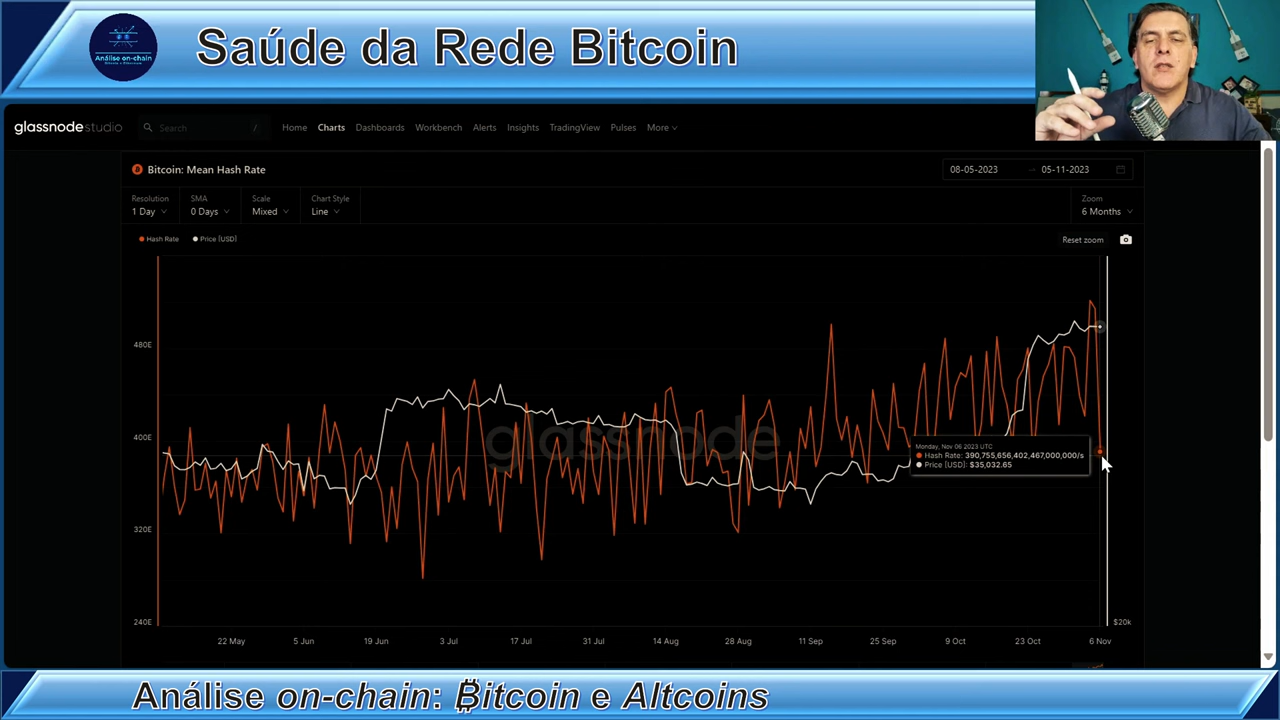 Saúde da Rede Bitcoin
Análise on-chain
Bitcoin e Ethereum
glassnode studio
Search /
Home Charts Dashboards Workbench Alerts Insights TradingView Pulses More
Bitcoin: Mean Hash Rate
08-05-2023 → 05-11-2023
Resolution SMA Scale Chart Style Zoom
1 Day 0 Days Mixed Line 6 Months
Hash Rate Price [USD]
Reset zoom
480E
400E
320E
240E
$20k
glassnode
Monday, Nov 06 2023 UTC
Hash Rate: 390,755,656,402,467,000,000/s
Price [USD]: $35,032.65
22 May 5 Jun 19 Jun 3 Jul 17 Jul 31 Jul 14 Aug 28 Aug 11 Sep 25 Sep 9 Oct 23 Oct 6 Nov
Análise on-chain: ₿itcoin e Altcoins